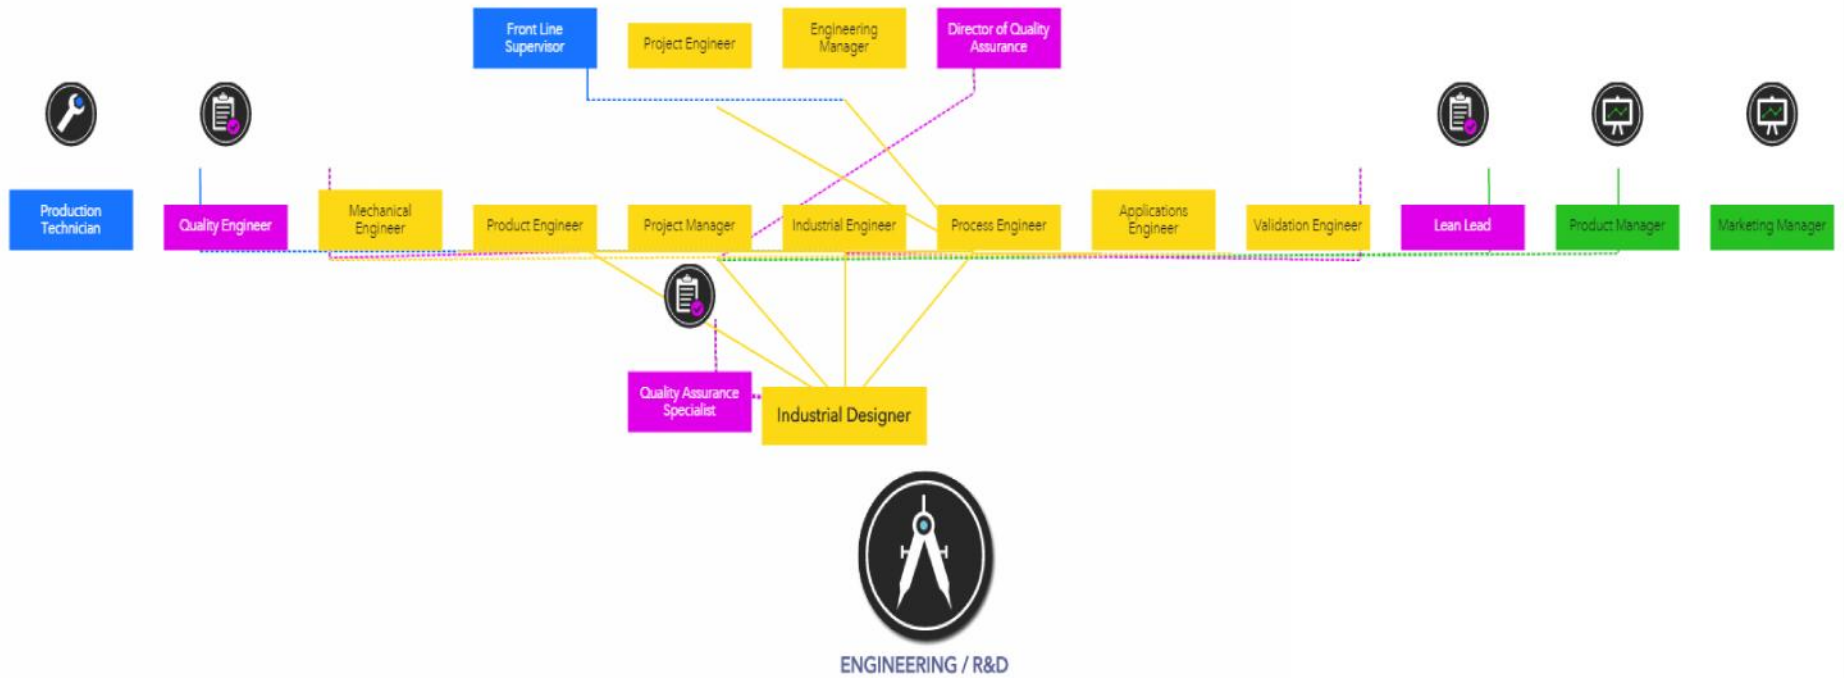 Front Line
Supervisor
Project Engineer
Engineering
Manager
Director of Quality
Assurance
Production
Technician
Quality Engineer
Mechanical
Engineer
Product Engineer
Project Manager
Industrial Engineer
Process Engineer
Applications
Engineer
Validation Engineer
Lean Lead
Product Manager
Marketing Manager
Quality Assurance
Specialist
Industrial Designer
ENGINEERING / R&D